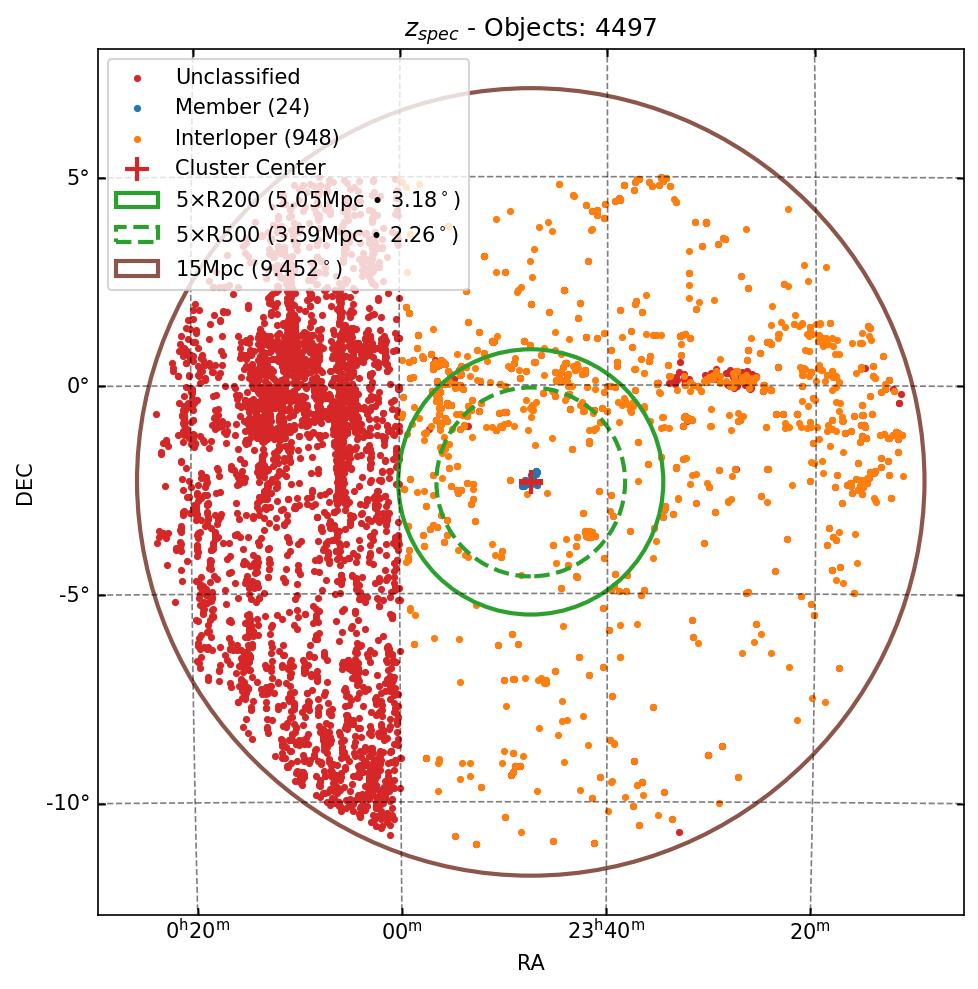 z_spec - Objects: 4497
Unclassified
Member (24)
Interloper (948)
Cluster Center
5×R200 (5.05Mpc • 3.18°)
5×R500 (3.59Mpc • 2.26°)
15Mpc (9.452°)
5°
0°
-5°
-10°
DEC
0h20m 00m 23h40m 20m
RA